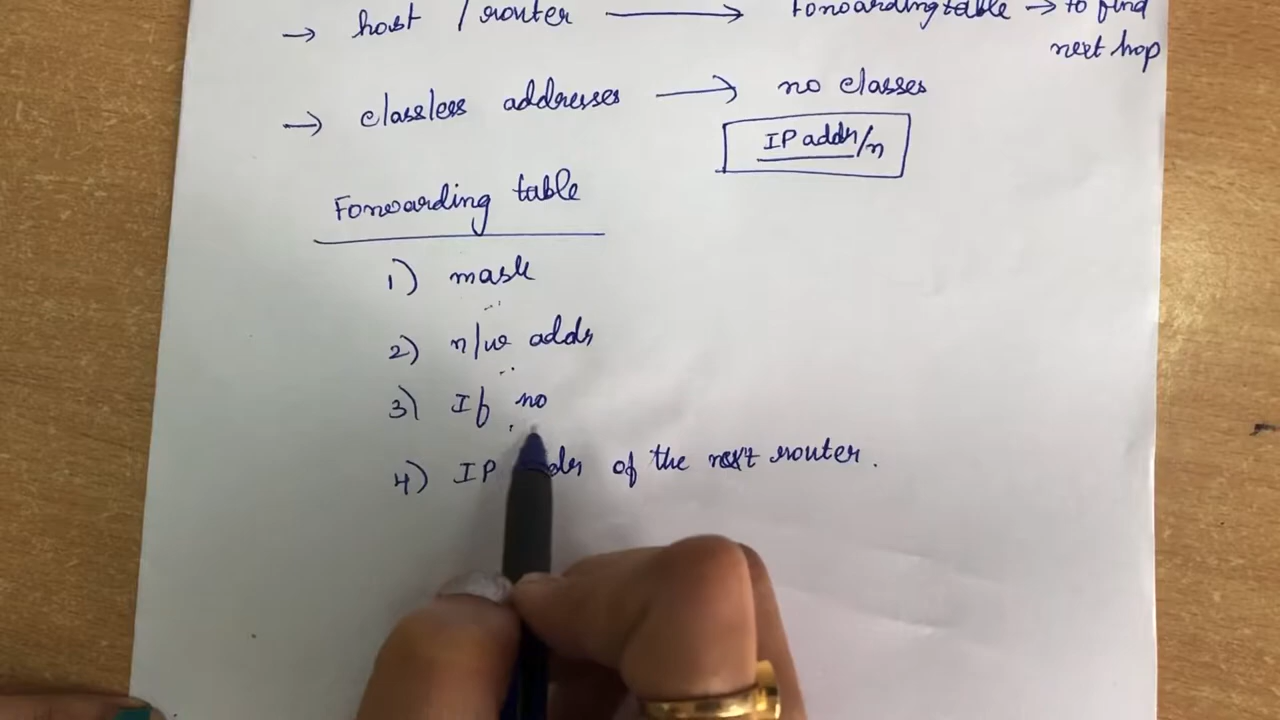 → host / router → Forwarding table → to find
next hop
→ classless addresses → no classes
IP addr/n
Forwarding table
1) mask
2) n/w addr
3) If no
4) IP addr of the next router.